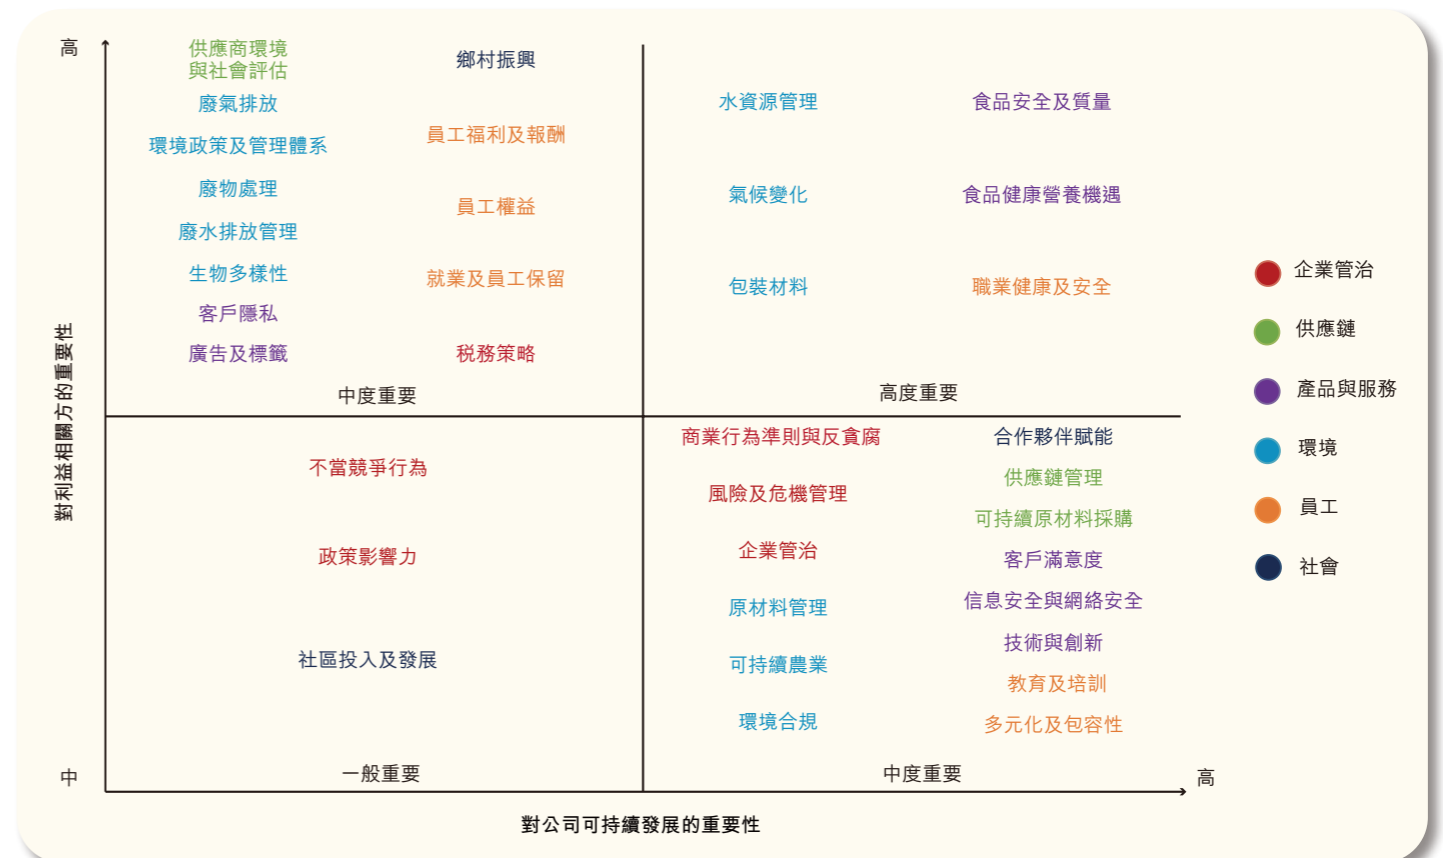 高
供應商環境
與社會評估
廢氣排放
環境政策及管理體系
廢物處理
廢水排放管理
生物多樣性
客戶隱私
廣告及標籤
鄉村振興
員工福利及報酬
員工權益
就業及員工保留
税務策略
中度重要
水資源管理
氣候變化
包裝材料
食品安全及質量
食品健康營養機遇
職業健康及安全
高度重要
對利益相關方的重要性
不當競爭行為
政策影響力
社區投入及發展
一般重要
商業行為準則與反貪腐
風險及危機管理
企業管治
原材料管理
可持續農業
環境合規
合作夥伴賦能
供應鏈管理
可持續原材料採購
客戶滿意度
信息安全與網絡安全
技術與創新
教育及培訓
多元化及包容性
中度重要
中
高
對公司可持續發展的重要性
企業管治
供應鏈
產品與服務
環境
員工
社會